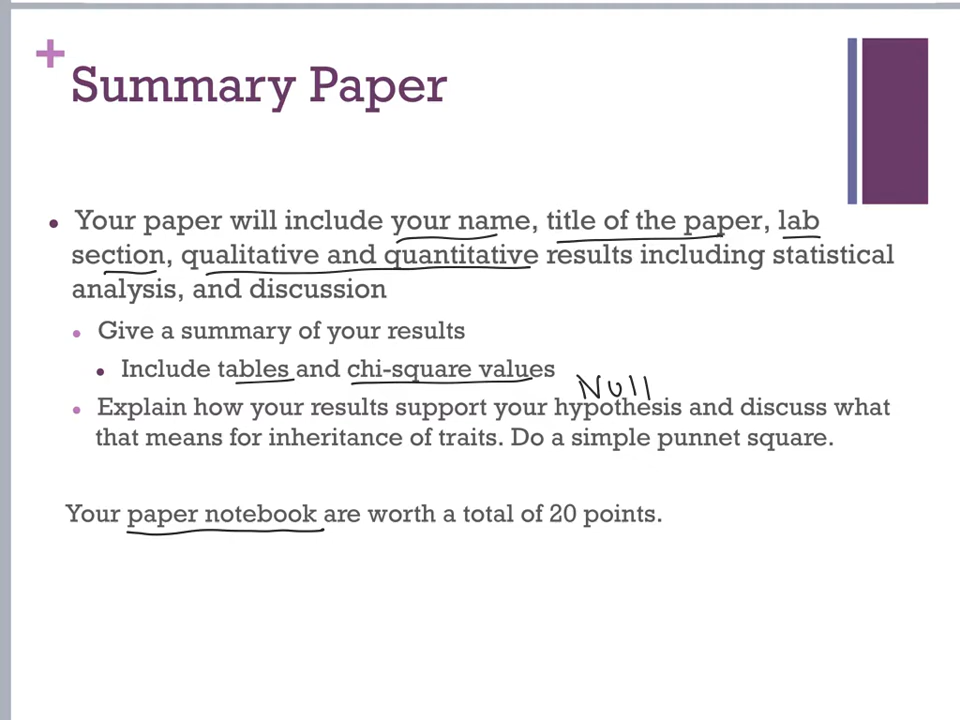 +
Summary Paper
• Your paper will include your name, title of the paper, lab
section, qualitative and quantitative results including statistical
analysis, and discussion
• Give a summary of your results
• Include tables and chi-square values
Null
• Explain how your results support your hypothesis and discuss what
that means for inheritance of traits. Do a simple punnet square.
Your paper notebook are worth a total of 20 points.